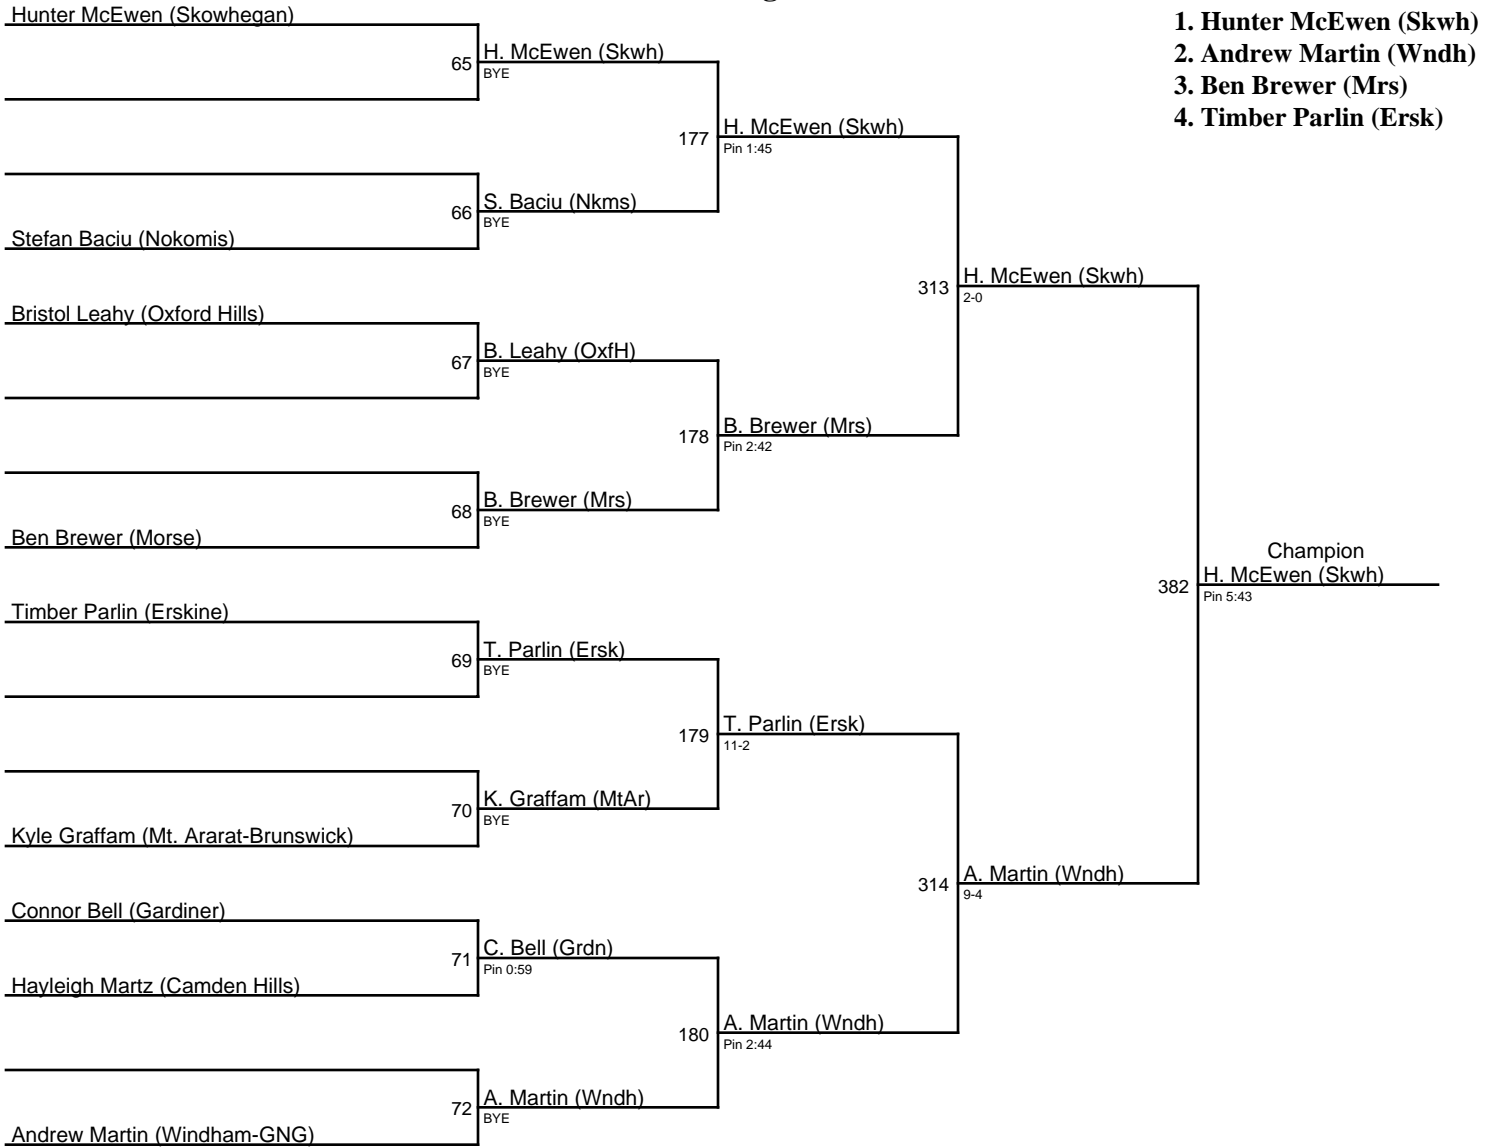 Hunter McEwen (Skowhegan)
65
H. McEwen (Skwh)
BYE
177
H. McEwen (Skwh)
Pin 1:45
66
S. Baciu (Nkms)
BYE
Stefan Baciu (Nokomis)
313
H. McEwen (Skwh)
2-0
Bristol Leahy (Oxford Hills)
67
B. Leahy (OxfH)
BYE
178
B. Brewer (Mrs)
Pin 2:42
68
B. Brewer (Mrs)
BYE
Ben Brewer (Morse)
Champion
382
H. McEwen (Skwh)
Pin 5:43
Timber Parlin (Erskine)
69
T. Parlin (Ersk)
BYE
179
T. Parlin (Ersk)
11-2
70
K. Graffam (MtAr)
BYE
Kyle Graffam (Mt. Ararat-Brunswick)
314
A. Martin (Wndh)
9-4
Connor Bell (Gardiner)
71
C. Bell (Grdn)
Pin 0:59
Hayleigh Martz (Camden Hills)
180
A. Martin (Wndh)
Pin 2:44
72
A. Martin (Wndh)
BYE
Andrew Martin (Windham-GNG)
1. Hunter McEwen (Skwh)
2. Andrew Martin (Wndh)
3. Ben Brewer (Mrs)
4. Timber Parlin (Ersk)